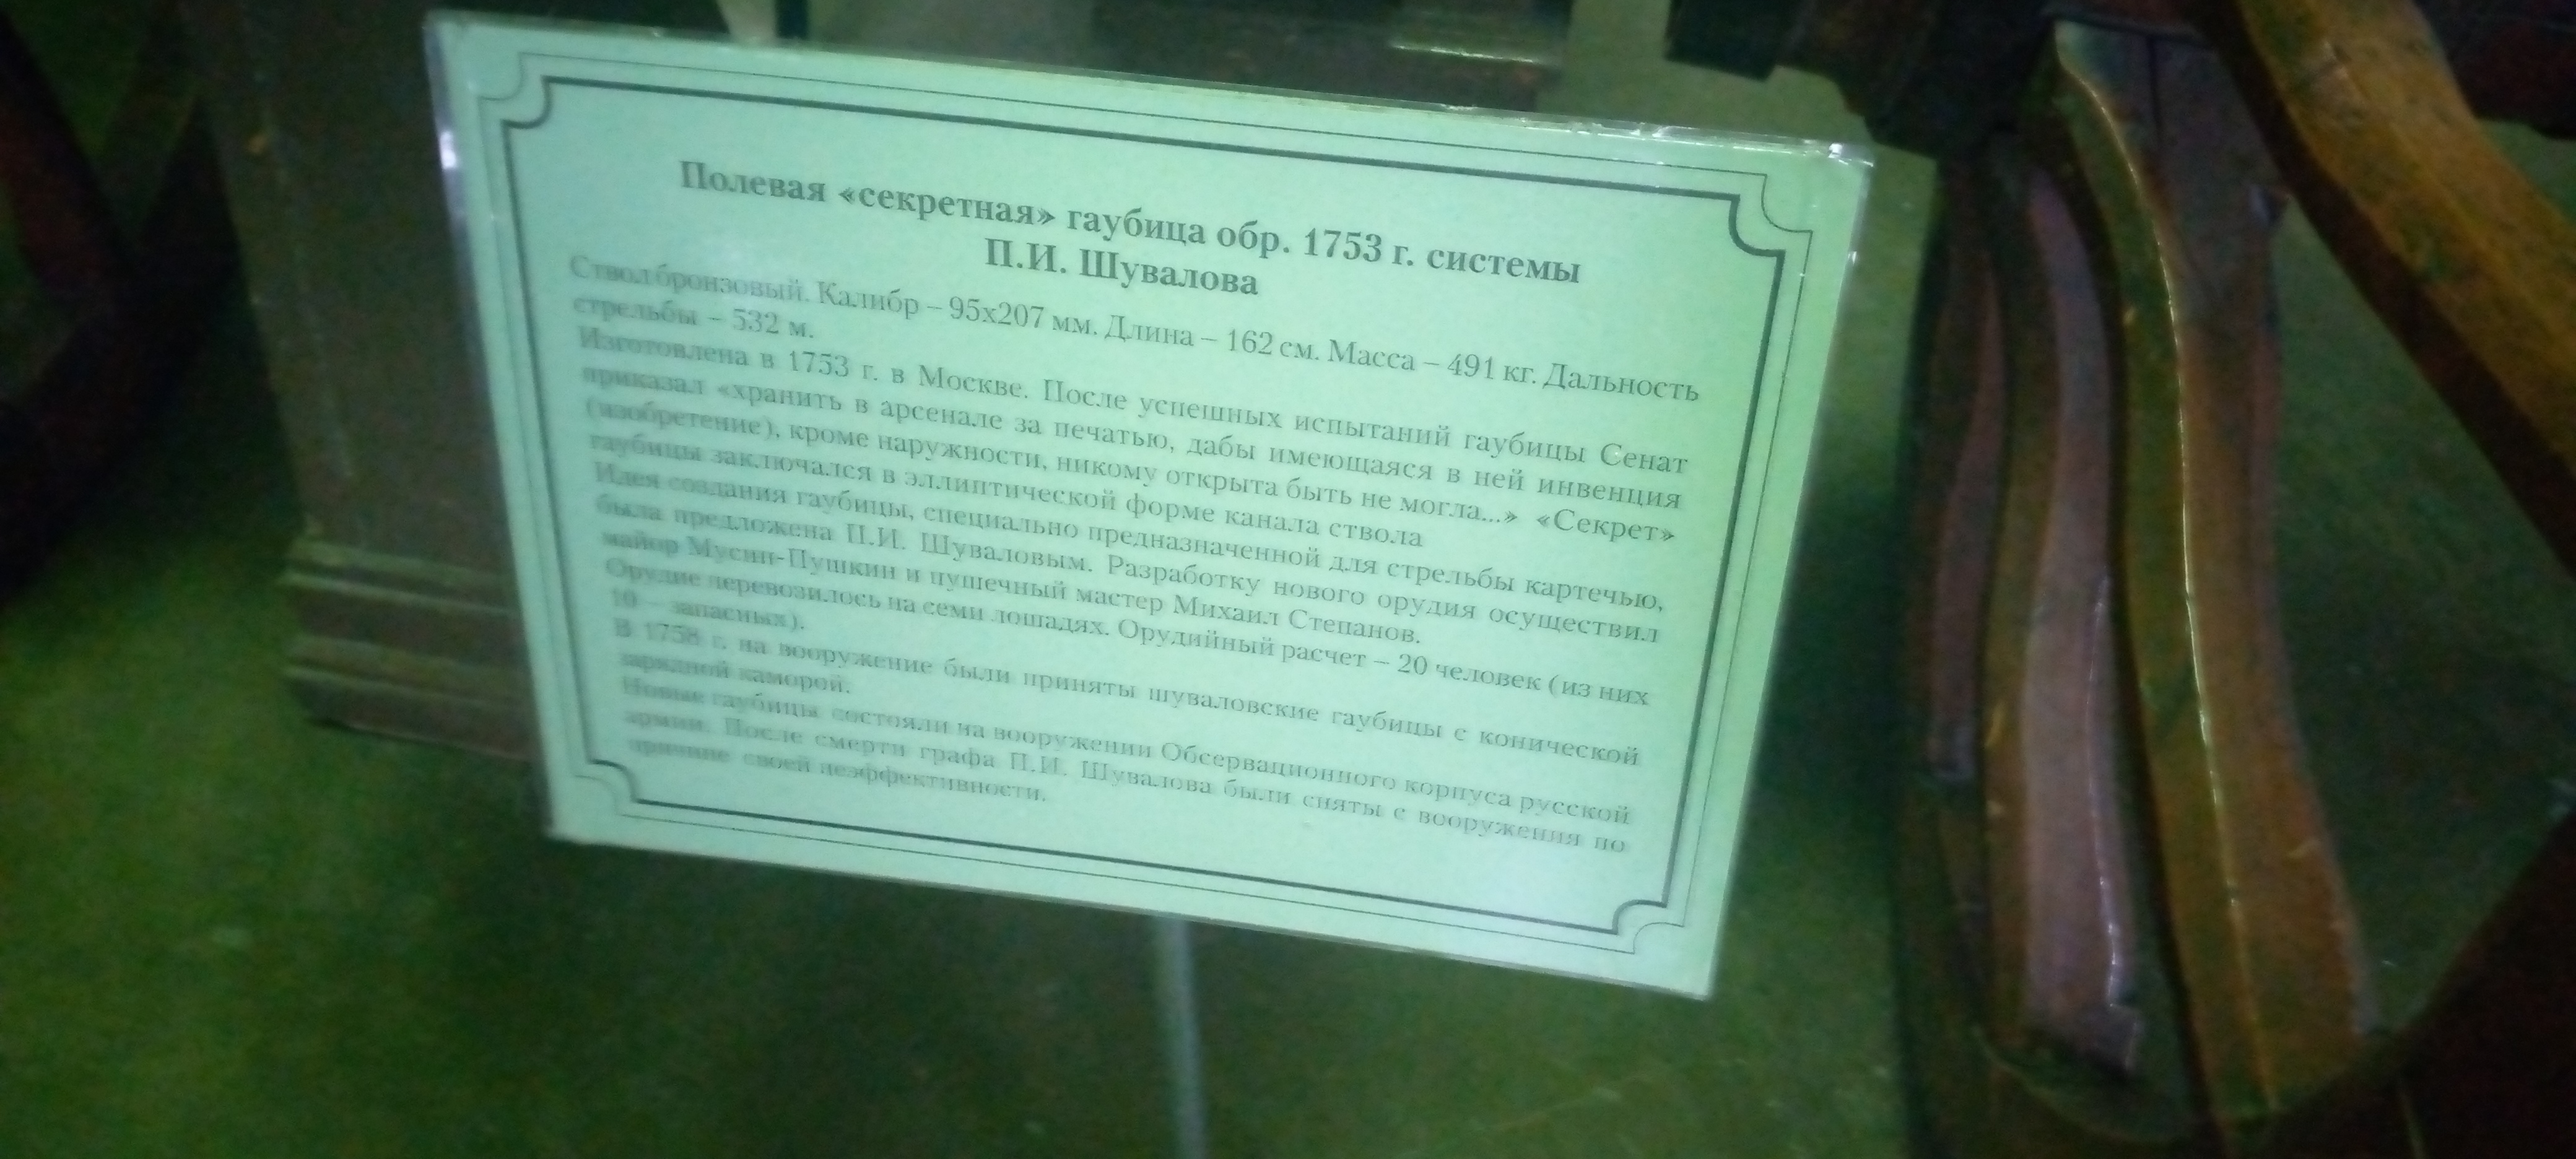 Полевая «секретная» гаубица обр. 1753 г. системы
П.И. Шувалова
Ствол бронзовый. Калибр – 95х207 мм. Длина – 162 см. Масса – 491 кг. Дальность
стрельбы – 532 м.
Изготовлена в 1753 г. в Москве. После успешных испытаний гаубицы Сенат
приказал «хранить в арсенале за печатью, дабы имеющаяся в ней инвенция
(изобретение), кроме наружности, никому открыта быть не могла...» «Секрет»
гаубицы заключался в эллиптической форме канала ствола
Идея создания гаубицы, специально предназначенной для стрельбы картечью,
была предложена П.И. Шуваловым. Разработку нового орудия осуществил
майор Мусин-Пушкин и пушечный мастер Михаил Степанов.
Орудие перевозилось на семи лошадях. Орудийный расчет – 20 человек (из них
10 – запасных).
В 1758 г. на вооружение были приняты шуваловские гаубицы с конической
зарядной каморой.
Новые гаубицы состояли на вооружении Обсервационного корпуса русской
армии. После смерти графа П.И. Шувалова были сняты с вооружения по
причине своей неэффективности.